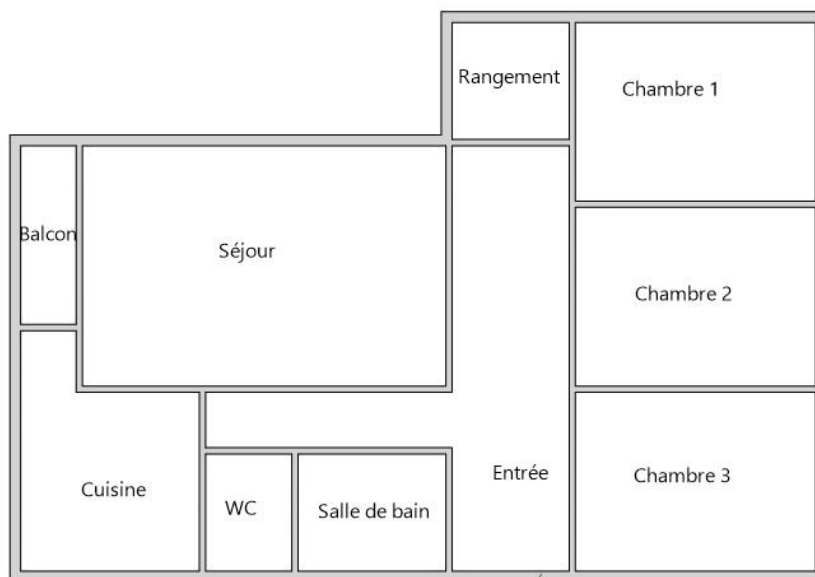 Rangement
Chambre 1
Balcon
Séjour
Chambre 2
Cuisine
WC
Salle de bain
Entrée
Chambre 3